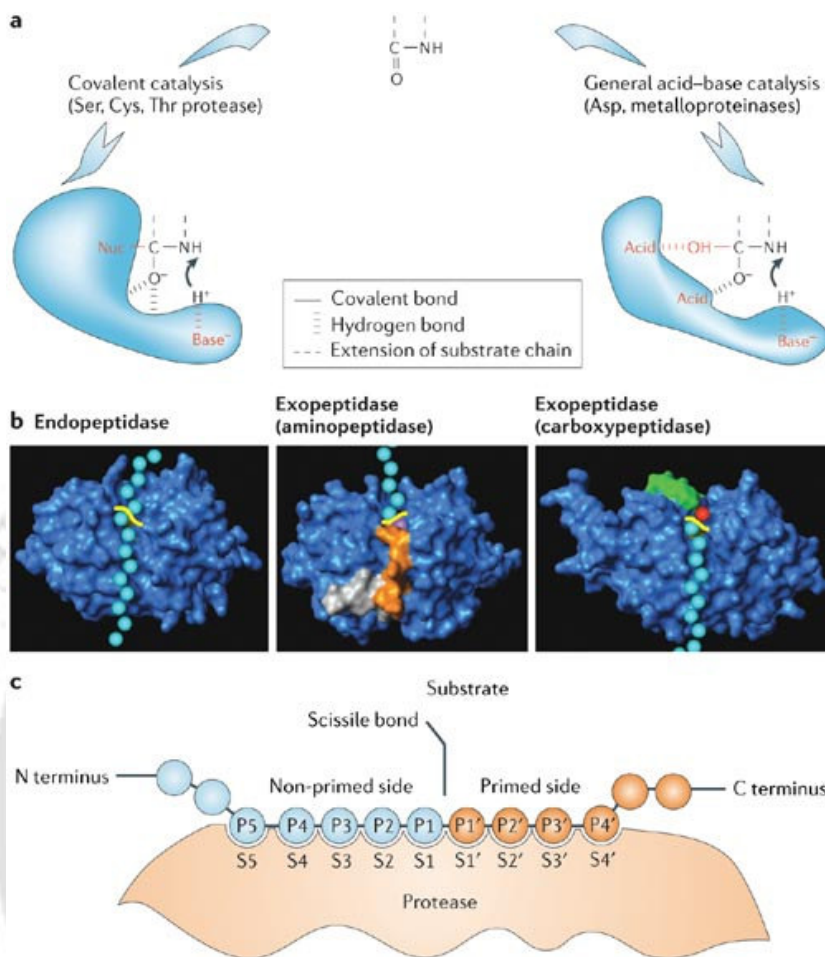 a
C NH
O
Covalent catalysis
(Ser, Cys, Thr protease)
General acid–base catalysis
(Asp, metalloproteinases)
Nuc C NH
O⁻
H⁺
Base⁻
Acid OH C NH
O⁻
Acid
H⁺
Base⁻
Covalent bond
Hydrogen bond
Extension of substrate chain
b Endopeptidase
Exopeptidase
(aminopeptidase)
Exopeptidase
(carboxypeptidase)
c
Substrate
Scissile bond
N terminus
Non-primed side
Primed side
C terminus
P5 P4 P3 P2 P1 P1′ P2′ P3′ P4′
S5 S4 S3 S2 S1 S1′ S2′ S3′ S4′
Protease